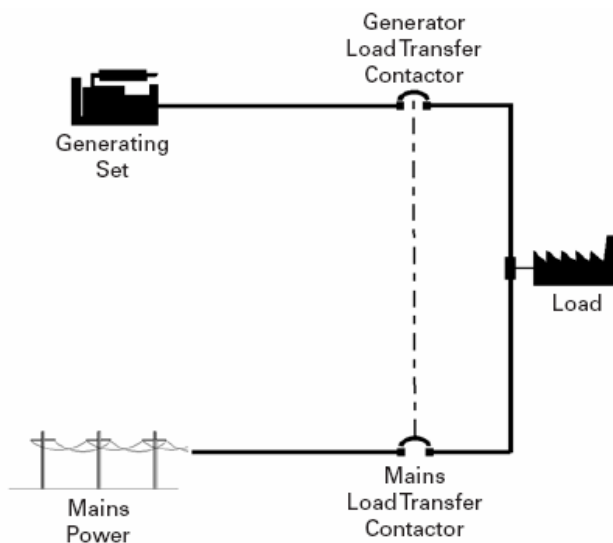 Generator
Load Transfer
Contactor
Generating
Set
Load
Mains
Power
Mains
Load Transfer
Contactor